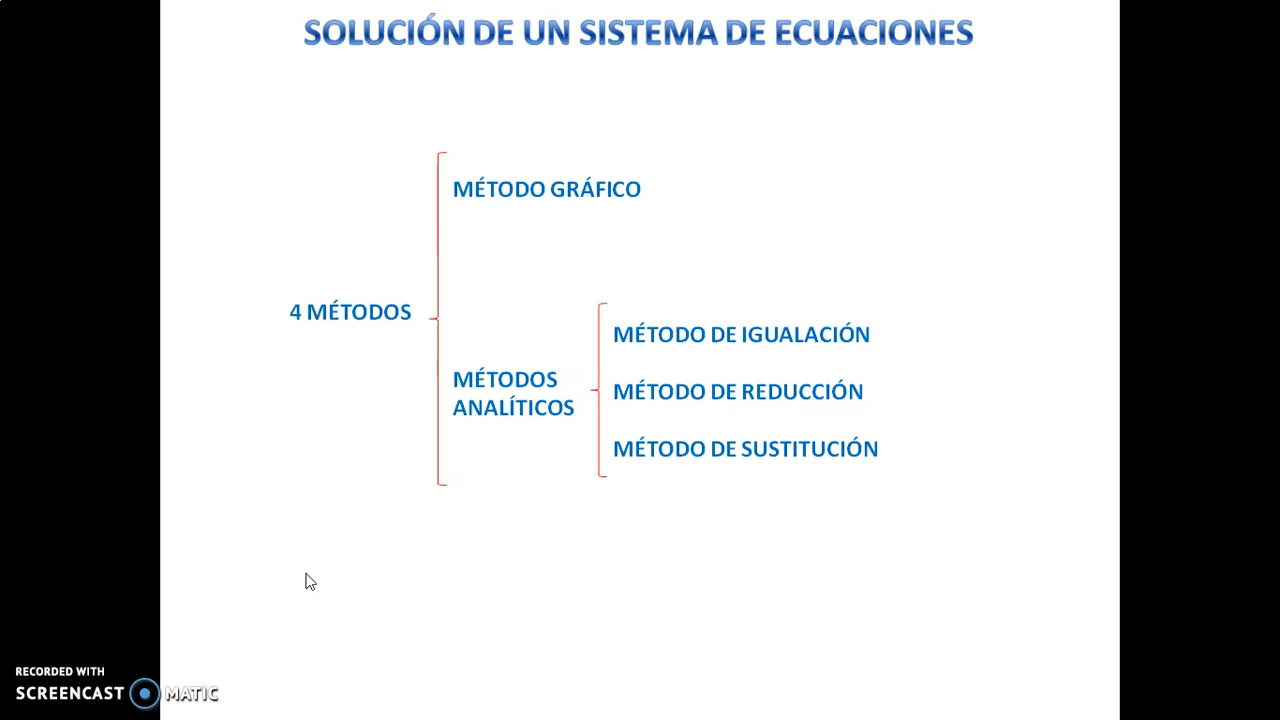 SOLUCIÓN DE UN SISTEMA DE ECUACIONES
MÉTODO GRÁFICO
4 MÉTODOS
MÉTODOS
ANALÍTICOS
MÉTODO DE IGUALACIÓN
MÉTODO DE REDUCCIÓN
MÉTODO DE SUSTITUCIÓN
RECORDED WITH
SCREENCAST MATIC